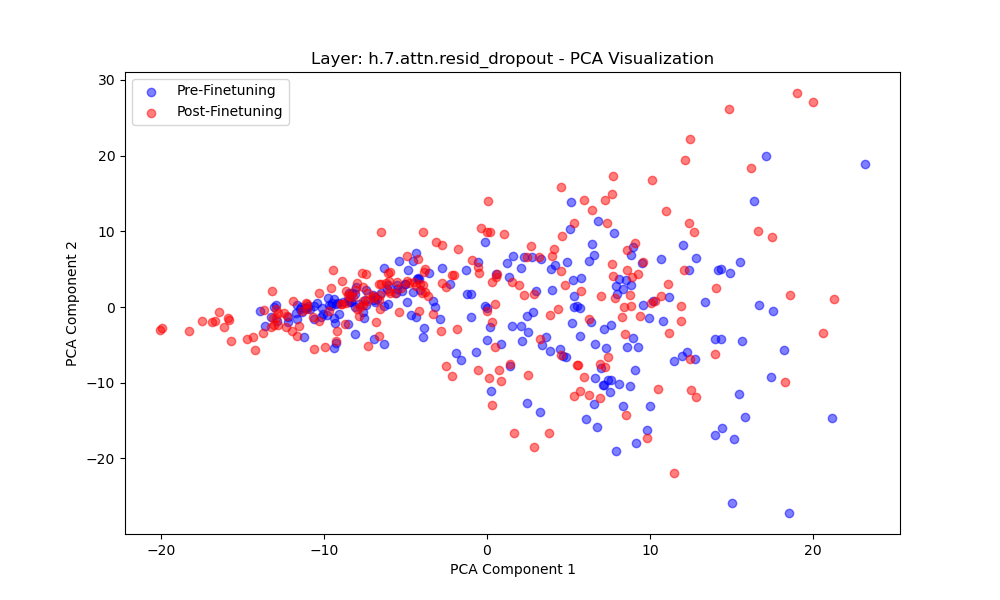 Layer: h.7.attn.resid_dropout - PCA Visualization
Pre-Finetuning
Post-Finetuning
30
20
10
0
−10
−20
PCA Component 2
−20
−10
0
10
20
PCA Component 1